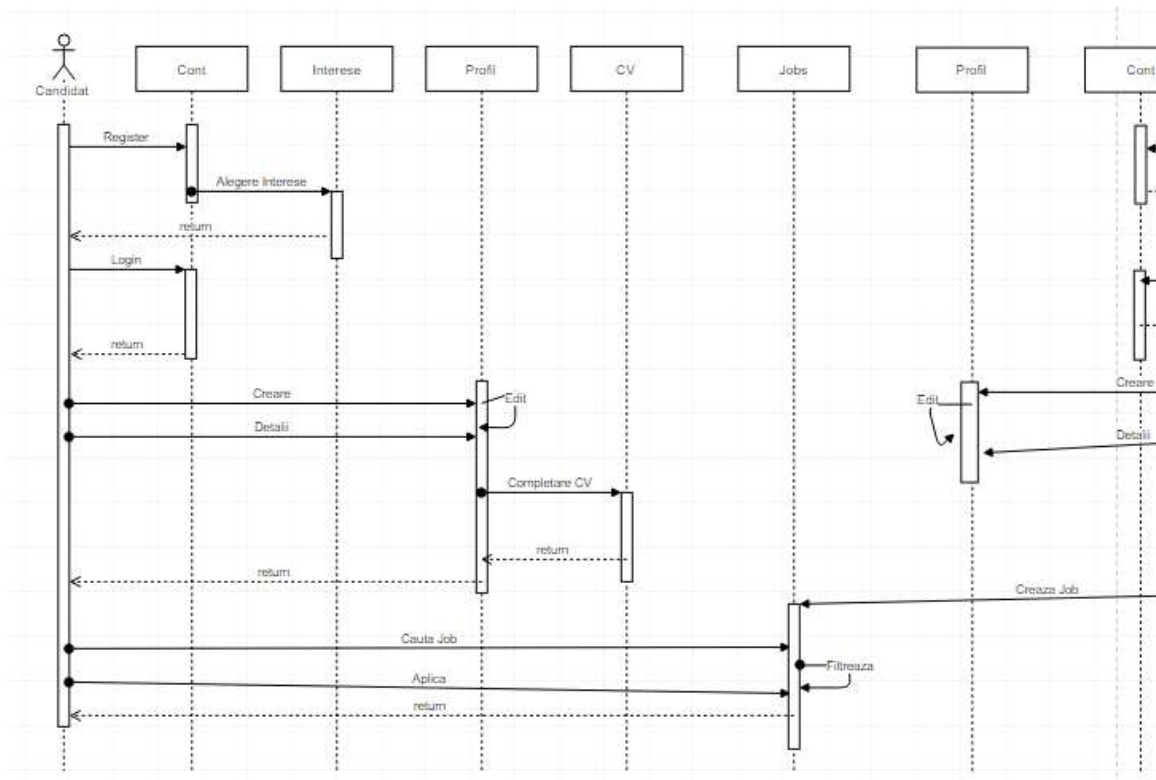 Candidat
Cont
Interese
Profil
CV
Jobs
Profil
Cont
Register
Alegere Interese
return
Login
return
Creare
Edit
Creare
Edit
Detalii
Detalii
Completare CV
return
return
Creaza Job
Cauta Job
Filtreaza
Aplica
return